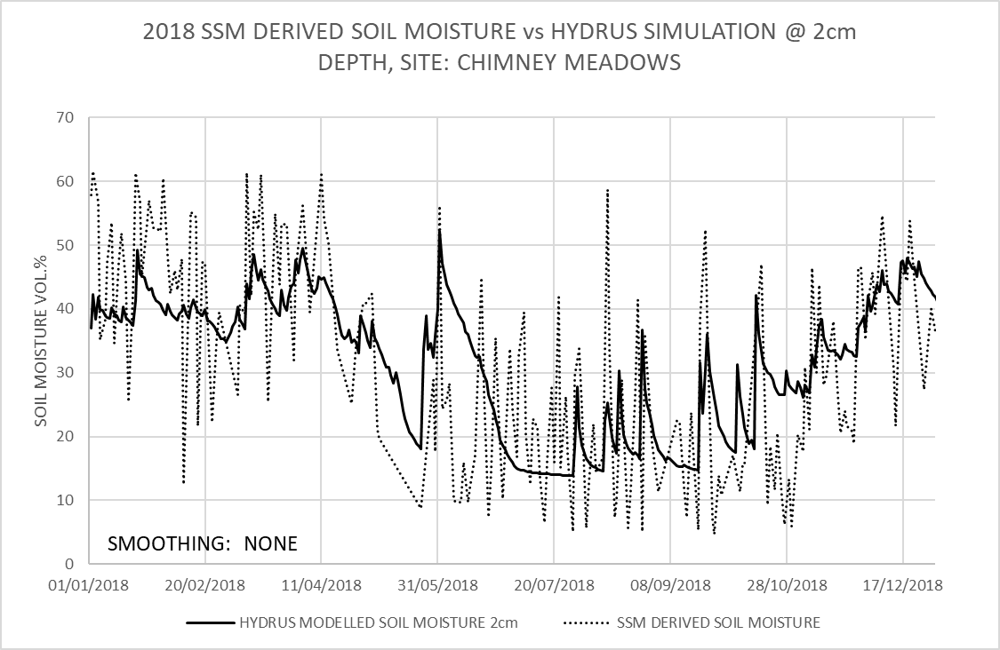 2018 SSM DERIVED SOIL MOISTURE vs HYDRUS SIMULATION @ 2cm
DEPTH, SITE: CHIMNEY MEADOWS
SOIL MOISTURE VOL.%
70
60
50
40
30
20
10
0
SMOOTHING: NONE
01/01/2018 20/02/2018 11/04/2018 31/05/2018 20/07/2018 08/09/2018 28/10/2018 17/12/2018
HYDRUS MODELLED SOIL MOISTURE 2cm SSM DERIVED SOIL MOISTURE